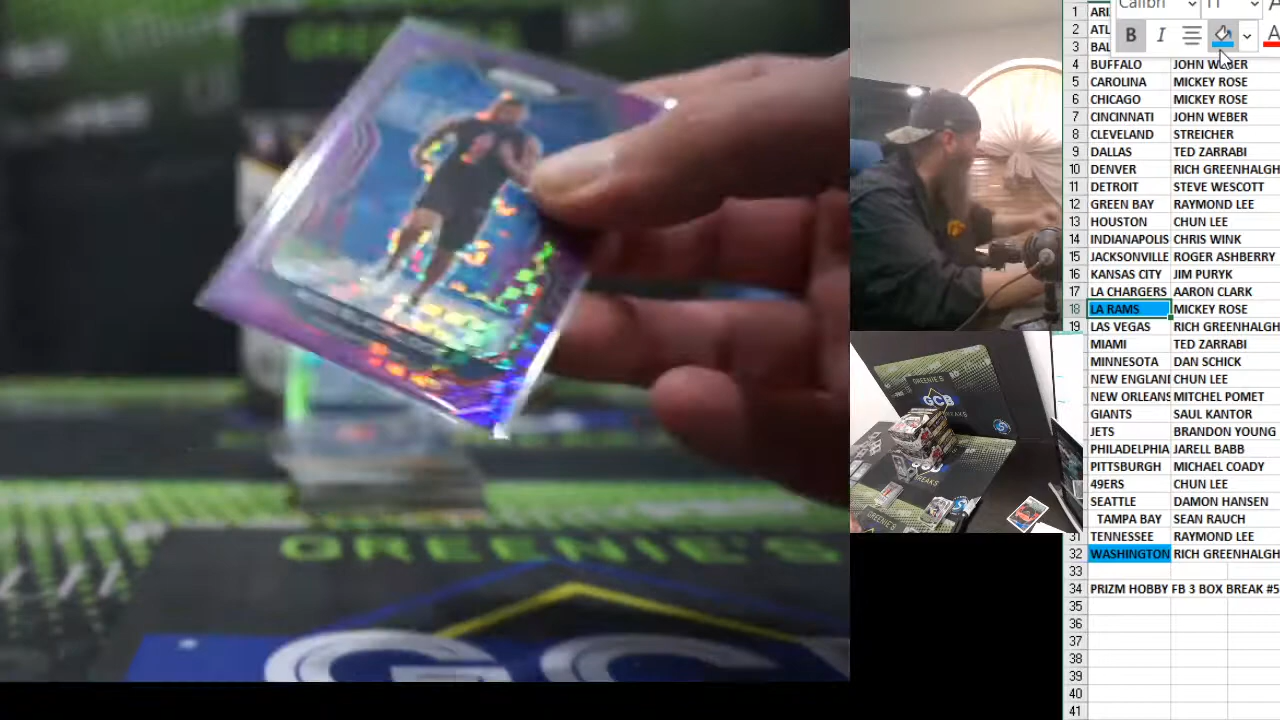 Calibri
11
B I A
1 ARI
2 ATL
3 BAL
4 BUFFALO JOHN WEBER
5 CAROLINA MICKEY ROSE
6 CHICAGO MICKEY ROSE
7 CINCINNATI JOHN WEBER
8 CLEVELAND STREICHER
9 DALLAS TED ZARRABI
10 DENVER RICH GREENHALGH
11 DETROIT STEVE WESCOTT
12 GREEN BAY RAYMOND LEE
13 HOUSTON CHUN LEE
14 INDIANAPOLIS CHRIS WINK
15 JACKSONVILLE ROGER ASHBERRY
16 KANSAS CITY JIM PURYK
17 LA CHARGERS AARON CLARK
18 LA RAMS MICKEY ROSE
19 LAS VEGAS RICH GREENHALGH
MIAMI TED ZARRABI
MINNESOTA DAN SCHICK
NEW ENGLAND CHUN LEE
NEW ORLEANS MITCHEL POMET
GIANTS SAUL KANTOR
JETS BRANDON YOUNG
PHILADELPHIA JARELL BABB
PITTSBURGH MICHAEL COADY
49ERS CHUN LEE
SEATTLE DAMON HANSEN
TAMPA BAY SEAN RAUCH
31 TENNESSEE RAYMOND LEE
32 WASHINGTON RICH GREENHALGH
33
34 PRIZM HOBBY FB 3 BOX BREAK #5
35
36
37
38
39
40
41
GREENIE'S
GCB
GREENIE'S
GCB
BREAKS
BREAKS
GREENIE'S